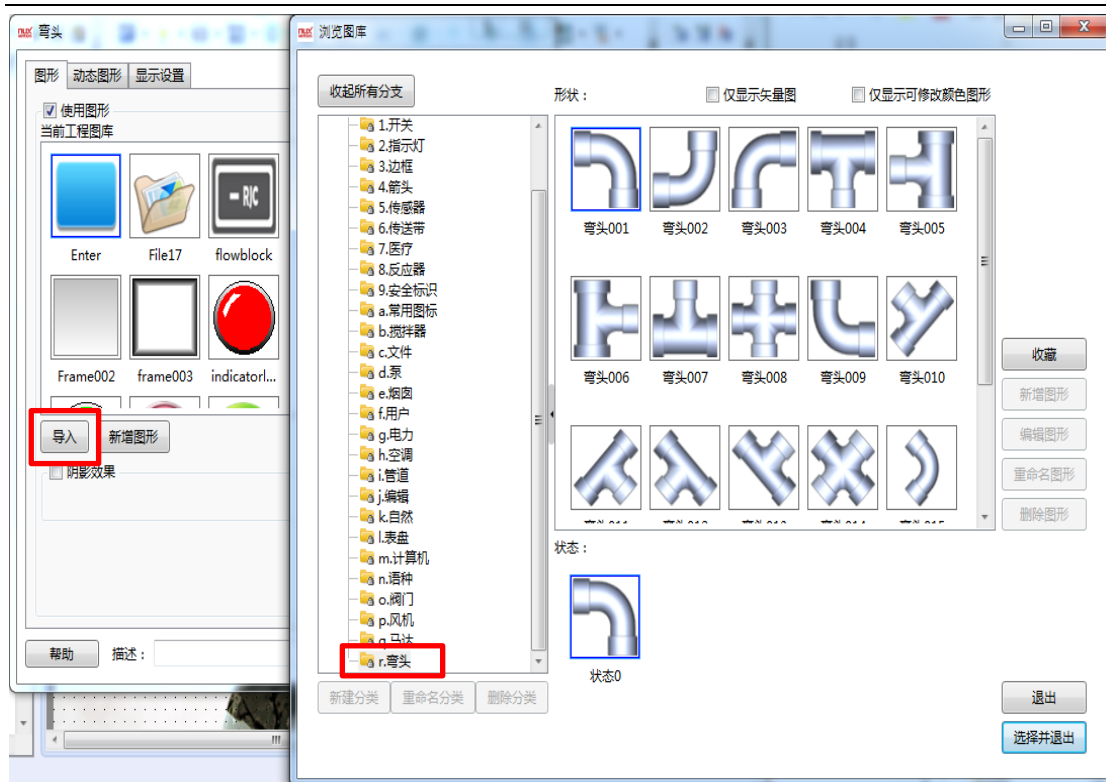 弯头
图形 动态图形 显示设置
使用图形
当前工程图库
Enter File17 flowblock
Frame002 frame003 indicatorl...
导入 新增图形
阴影效果
帮助 描述：
浏览图库
收起所有分支
1.开关
2.指示灯
3.边框
4.箭头
5.传感器
6.传送带
7.医疗
8.反应器
9.安全标识
a.常用图标
b.搅拌器
c.文件
d.泵
e.烟囱
f.用户
g.电力
h.空调
i.管道
j.编辑
k.自然
l.表盘
m.计算机
n.语种
o.阀门
p.风机
q.马达
r.弯头
新建分类 重命名分类 删除分类
形状： 仅显示矢量图 仅显示可修改颜色图形
弯头001 弯头002 弯头003 弯头004 弯头005
弯头006 弯头007 弯头008 弯头009 弯头010
状态：
状态0
收藏
新增图形
编辑图形
重命名图形
删除图形
退出
选择并退出